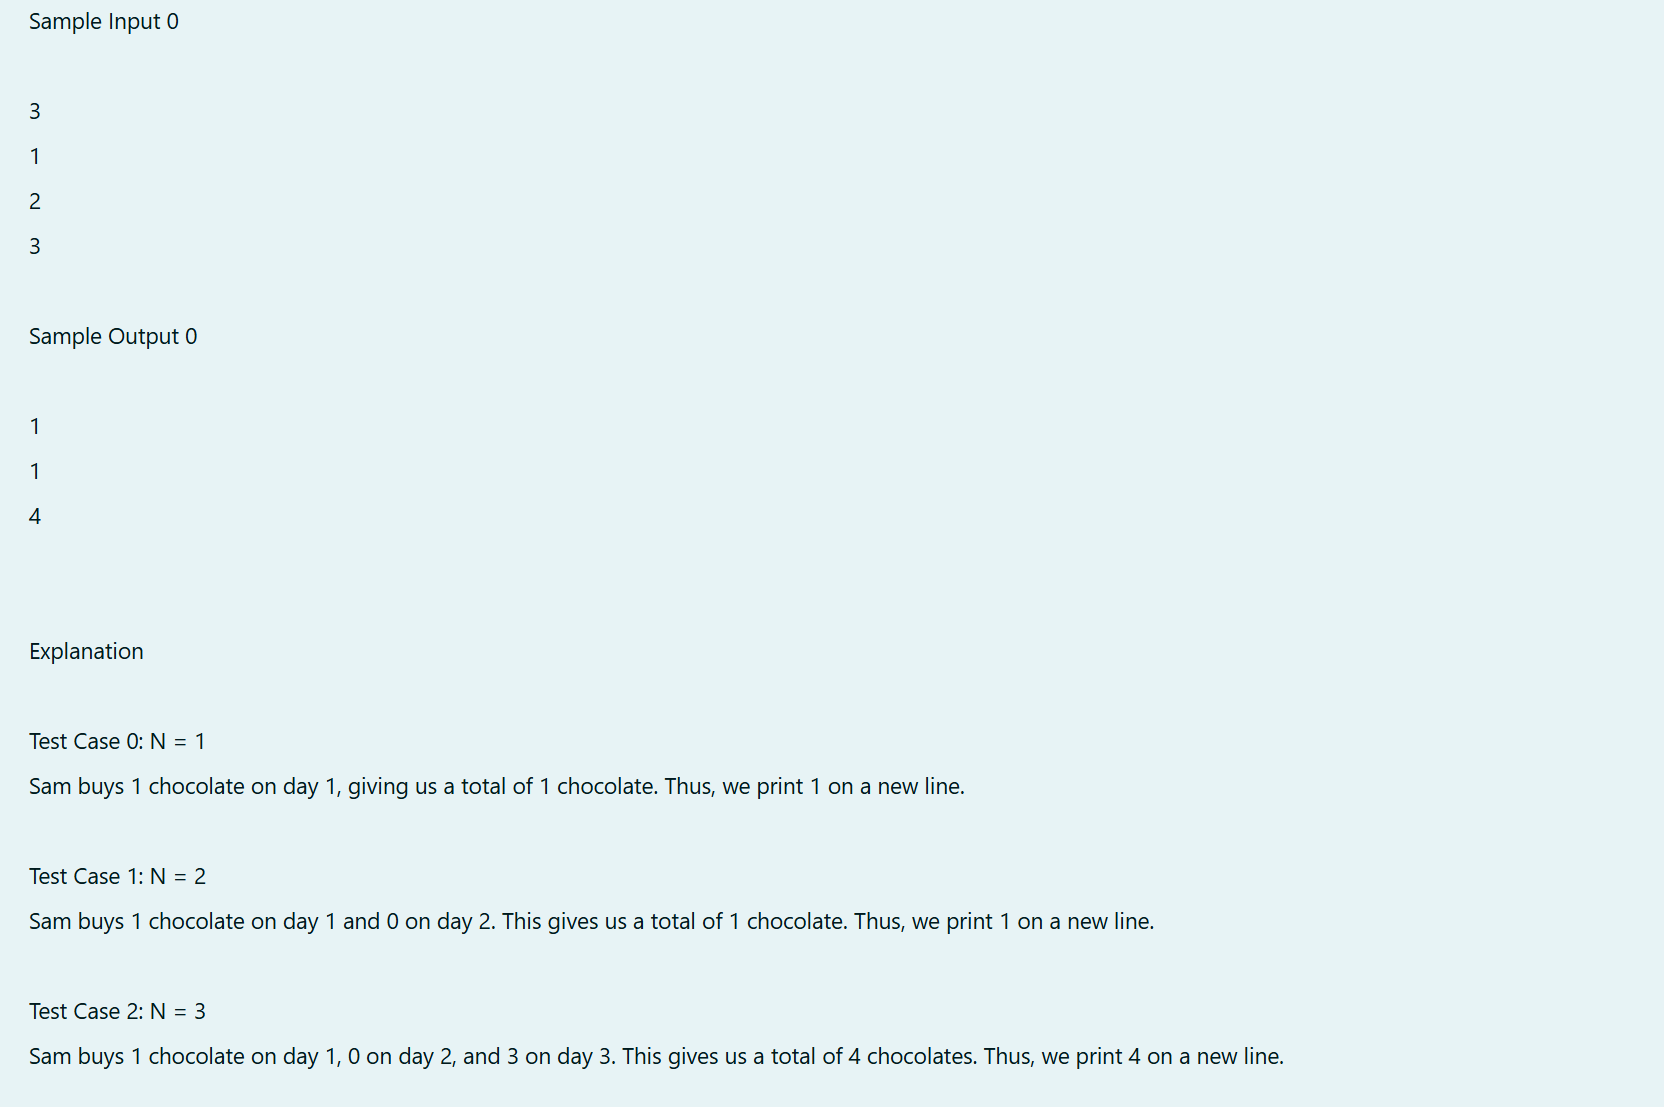 Sample Input 0
3
1
2
3
Sample Output 0
1
1
4
Explanation
Test Case 0: N = 1
Sam buys 1 chocolate on day 1, giving us a total of 1 chocolate. Thus, we print 1 on a new line.
Test Case 1: N = 2
Sam buys 1 chocolate on day 1 and 0 on day 2. This gives us a total of 1 chocolate. Thus, we print 1 on a new line.
Test Case 2: N = 3
Sam buys 1 chocolate on day 1, 0 on day 2, and 3 on day 3. This gives us a total of 4 chocolates. Thus, we print 4 on a new line.